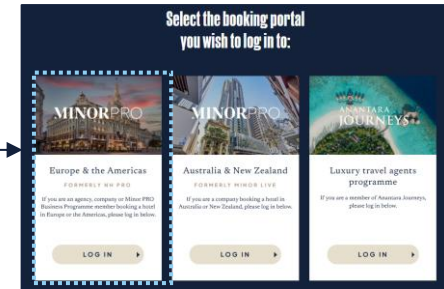 Select the booking portal
you wish to log in to:
MINORPRO
Europe & the Americas
FORMERLY NH PRO
If you are an agency, company or Minor PRO
Business Programme member booking a hotel
in Europe or the Americas, please log in below.
LOG IN
MINORPRO
Australia & New Zealand
FORMERLY MINOR LIVE
If you are a company booking a hotel in
Australia or New Zealand, please log in below.
LOG IN
ANANTARA
JOURNEYS
Luxury travel agents
programme
If you are a member of Anantara Journeys,
please log in below.
LOG IN